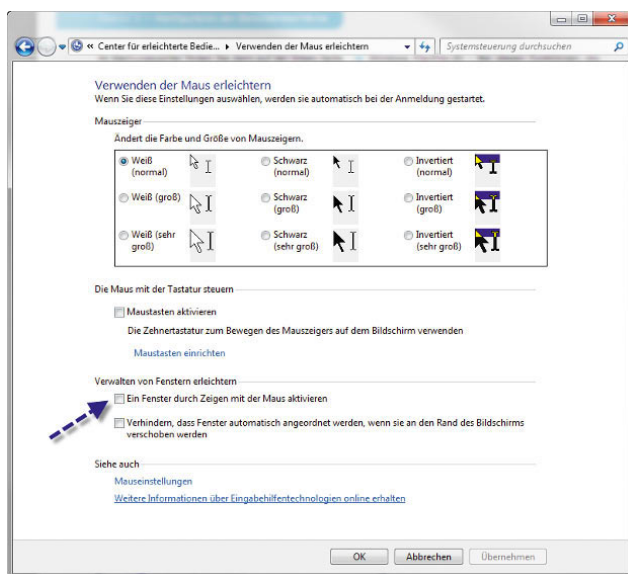 « Center für erleichterte Bedie... ▸ Verwenden der Maus erleichtern
Systemsteuerung durchsuchen
Verwenden der Maus erleichtern
Wenn Sie diese Einstellungen auswählen, werden sie automatisch bei der Anmeldung gestartet.
Mauszeiger
Ändert die Farbe und Größe von Mauszeigern.
Weiß (normal)
Schwarz (normal)
Invertiert (normal)
Weiß (groß)
Schwarz (groß)
Invertiert (groß)
Weiß (sehr groß)
Schwarz (sehr groß)
Invertiert (sehr groß)
Die Maus mit der Tastatur steuern
Maustasten aktivieren
Die Zehnertastatur zum Bewegen des Mauszeigers auf dem Bildschirm verwenden
Maustasten einrichten
Verwalten von Fenstern erleichtern
Ein Fenster durch Zeigen mit der Maus aktivieren
Verhindern, dass Fenster automatisch angeordnet werden, wenn sie an den Rand des Bildschirms
verschoben werden
Siehe auch
Mauseinstellungen
Weitere Informationen über Eingabehilfentechnologien online erhalten
OK
Abbrechen
Übernehmen